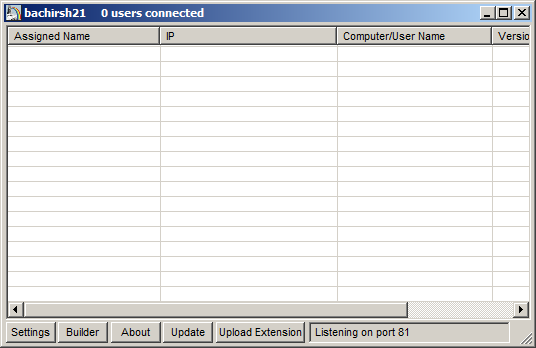 bachirsh21 0 users connected
Assigned Name IP Computer/User Name Versio
Settings Builder About Update Upload Extension Listening on port 81